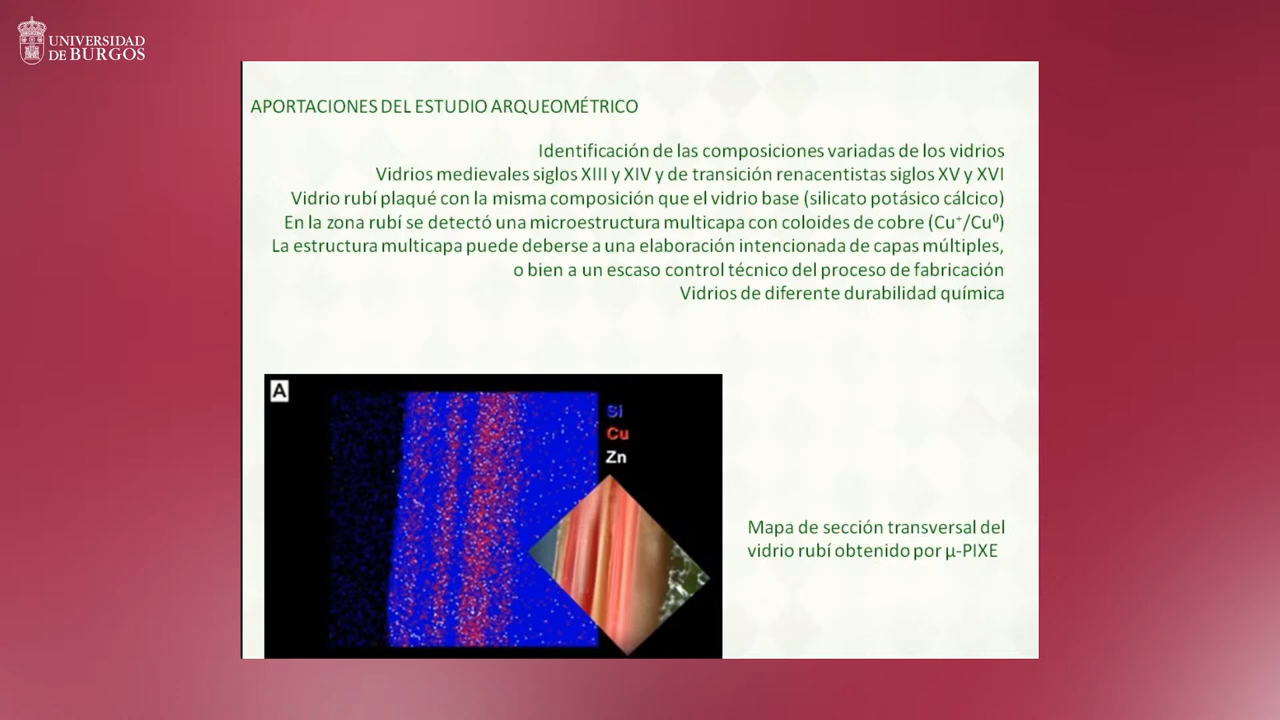 UNIVERSIDAD
DE BURGOS
APORTACIONES DEL ESTUDIO ARQUEOMÉTRICO
Identificación de las composiciones variadas de los vidrios
Vidrios medievales siglos XIII y XIV y de transición renacentistas siglos XV y XVI
Vidrio rubí plaqué con la misma composición que el vidrio base (silicato potásico cálcico)
En la zona rubí se detectó una microestructura multicapa con coloides de cobre (Cu⁺/Cu⁰)
La estructura multicapa puede deberse a una elaboración intencionada de capas múltiples,
o bien a un escaso control técnico del proceso de fabricación
Vidrios de diferente durabilidad química
A
Si
Cu
Zn
Mapa de sección transversal del
vidrio rubí obtenido por µ-PIXE